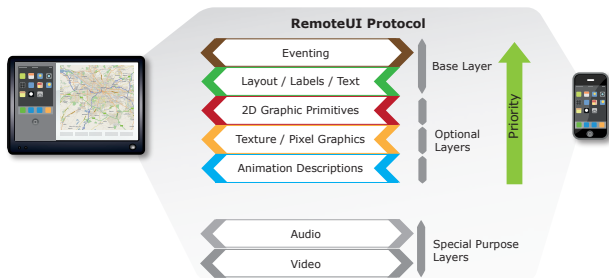 RemoteUI Protocol
Eventing
Layout / Labels / Text
2D Graphic Primitives
Texture / Pixel Graphics
Animation Descriptions
Audio
Video
Base Layer
Optional
Layers
Special Purpose
Layers
Priority